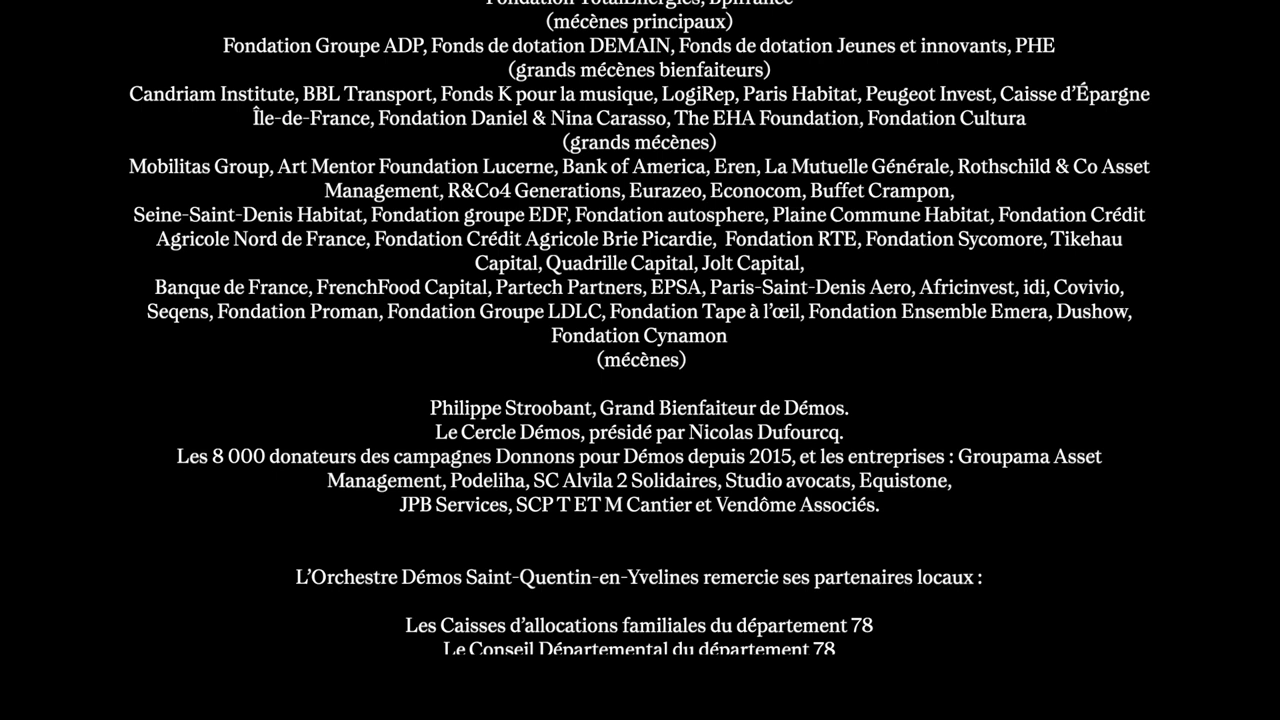 Fondation TotalEnergies, Bpifrance
(mécènes principaux)
Fondation Groupe ADP, Fonds de dotation DEMAIN, Fonds de dotation Jeunes et innovants, PHE
(grands mécènes bienfaiteurs)
Candriam Institute, BBL Transport, Fonds K pour la musique, LogiRep, Paris Habitat, Peugeot Invest, Caisse d’Épargne
Île-de-France, Fondation Daniel & Nina Carasso, The EHA Foundation, Fondation Cultura
(grands mécènes)
Mobilitas Group, Art Mentor Foundation Lucerne, Bank of America, Eren, La Mutuelle Générale, Rothschild & Co Asset
Management, R&Co4 Generations, Eurazeo, Econocom, Buffet Crampon,
Seine-Saint-Denis Habitat, Fondation groupe EDF, Fondation autosphere, Plaine Commune Habitat, Fondation Crédit
Agricole Nord de France, Fondation Crédit Agricole Brie Picardie, Fondation RTE, Fondation Sycomore, Tikehau
Capital, Quadrille Capital, Jolt Capital,
Banque de France, FrenchFood Capital, Partech Partners, EPSA, Paris-Saint-Denis Aero, Africinvest, idi, Covivio,
Seqens, Fondation Proman, Fondation Groupe LDLC, Fondation Tape à l’œil, Fondation Ensemble Emera, Dushow,
Fondation Cynamon
(mécènes)
Philippe Stroobant, Grand Bienfaiteur de Démos.
Le Cercle Démos, présidé par Nicolas Dufourcq.
Les 8 000 donateurs des campagnes Donnons pour Démos depuis 2015, et les entreprises : Groupama Asset
Management, Podeliha, SC Alvila 2 Solidaires, Studio avocats, Equistone,
JPB Services, SCP T ET M Cantier et Vendôme Associés.
L’Orchestre Démos Saint-Quentin-en-Yvelines remercie ses partenaires locaux :
Les Caisses d’allocations familiales du département 78
Le Conseil Départemental du département 78